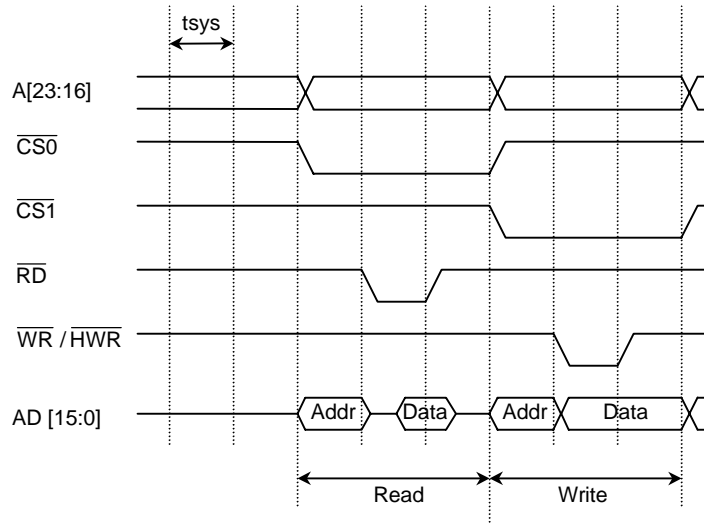 tsys
A[23:16]
CS0
CS1
RD
WR / HWR
AD [15:0]
Addr Data Addr Data
Read Write